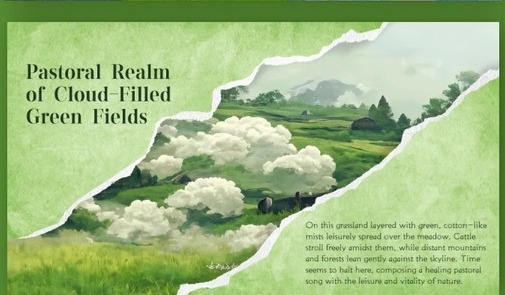 Pastoral Realm
of Cloud-Filled
Green Fields
On this grassland layered with green, cotton-like
mists leisurely spread over the meadow. Cattle
stroll freely amidst them, while distant mountains
and forests lean gently against the skyline. Time
seems to halt here, composing a healing pastoral
song with the leisure and vitality of nature.